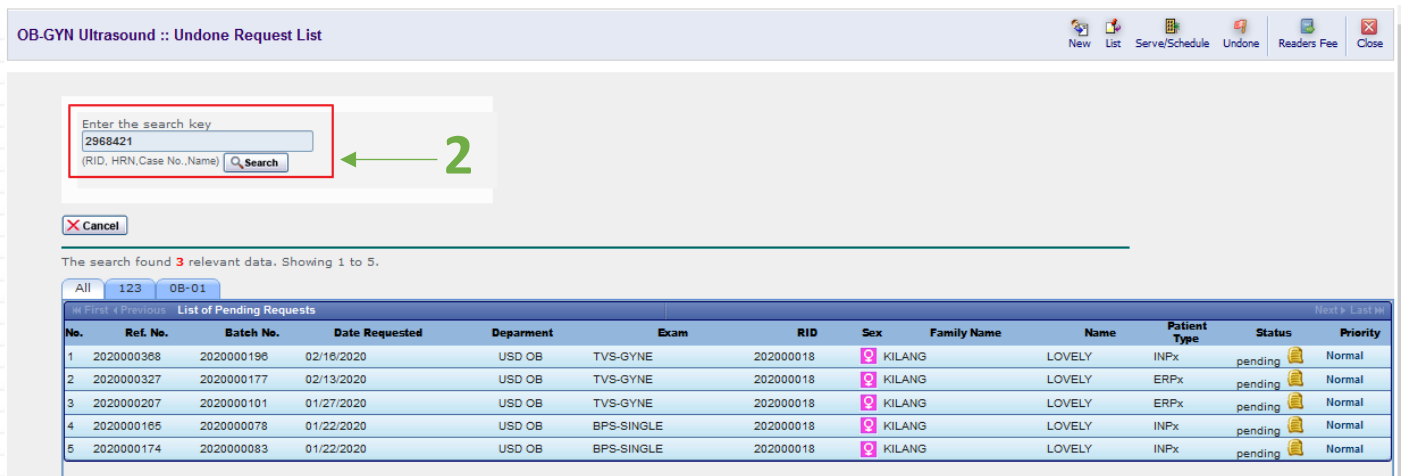 OB-GYN Ultrasound :: Undone Request List
New List Serve/Schedule Undone Readers Fee Close
Enter the search key
2968421
(RID, HRN,Case No.,Name) Search
2
Cancel
The search found 3 relevant data. Showing 1 to 5.
All 123 OB-01
First Previous List of Pending Requests Next Last
No. Ref. No. Batch No. Date Requested Deparment Exam RID Sex Family Name Name Patient Type Status Priority
1 2020000368 2020000196 02/16/2020 USD OB TVS-GYNE 202000018 KILANG LOVELY INPx pending Normal
2 2020000327 2020000177 02/13/2020 USD OB TVS-GYNE 202000018 KILANG LOVELY ERPx pending Normal
3 2020000207 2020000101 01/27/2020 USD OB TVS-GYNE 202000018 KILANG LOVELY ERPx pending Normal
4 2020000165 2020000078 01/22/2020 USD OB BPS-SINGLE 202000018 KILANG LOVELY INPx pending Normal
5 2020000174 2020000083 01/22/2020 USD OB BPS-SINGLE 202000018 KILANG LOVELY INPx pending Normal